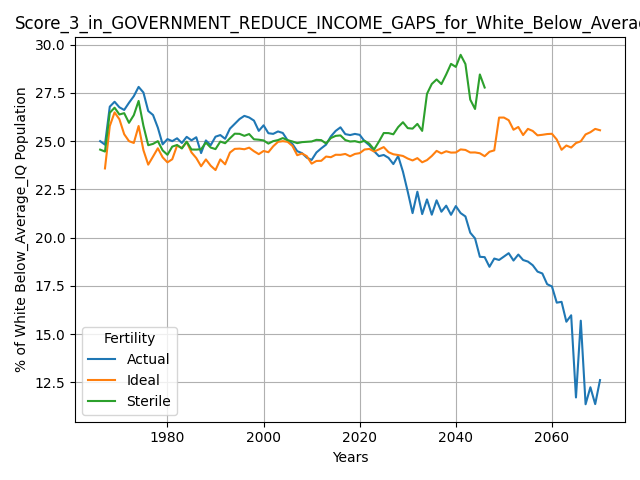 Score_3_in_GOVERNMENT_REDUCE_INCOME_GAPS_for_White_Below_Avera
30.0
27.5
25.0
22.5
20.0
17.5
15.0
12.5
% of White Below_Average_IQ Population
Fertility
Actual
Ideal
Sterile
1980
2000
2020
2040
2060
Years